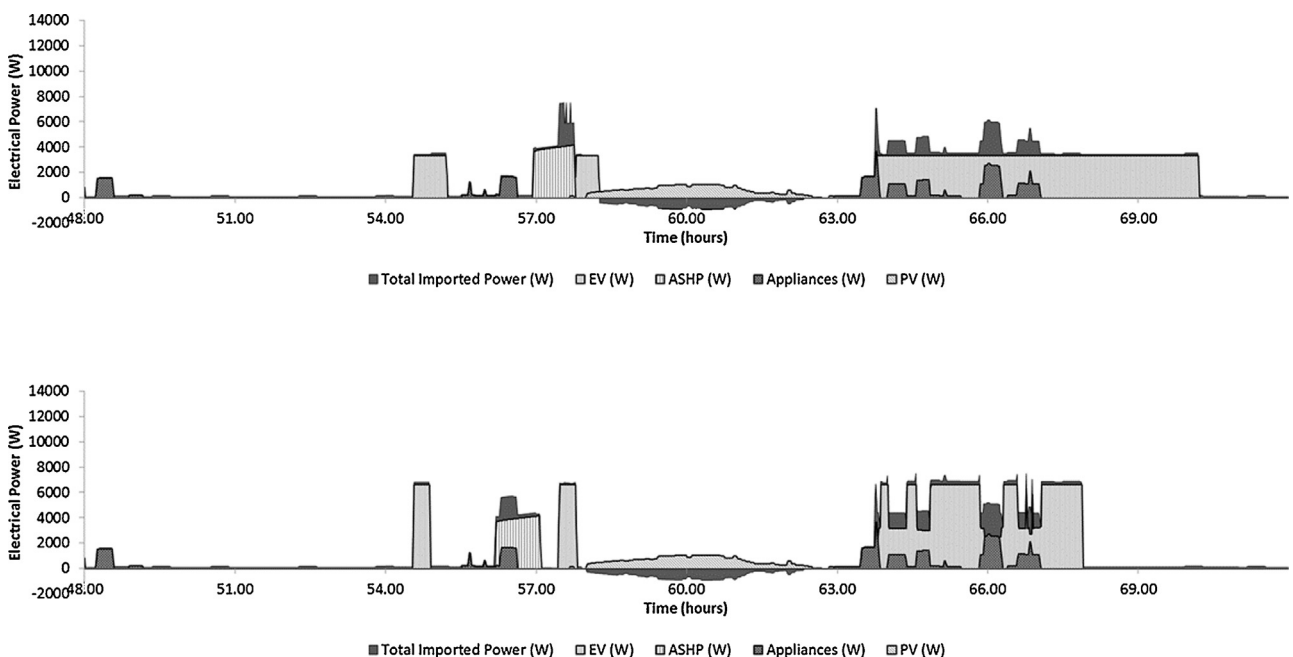 14000
12000
10000
8000
6000
4000
2000
0
-2000
Electrical Power (W)
48.00 51.00 54.00 57.00 60.00 63.00 66.00 69.00
Time (hours)
Total Imported Power (W) EV (W) ASHP (W) Appliances (W) PV (W)
14000
12000
10000
8000
6000
4000
2000
0
-2000
Electrical Power (W)
48.00 51.00 54.00 57.00 60.00 63.00 66.00 69.00
Time (hours)
Total Imported Power (W) EV (W) ASHP (W) Appliances (W) PV (W)